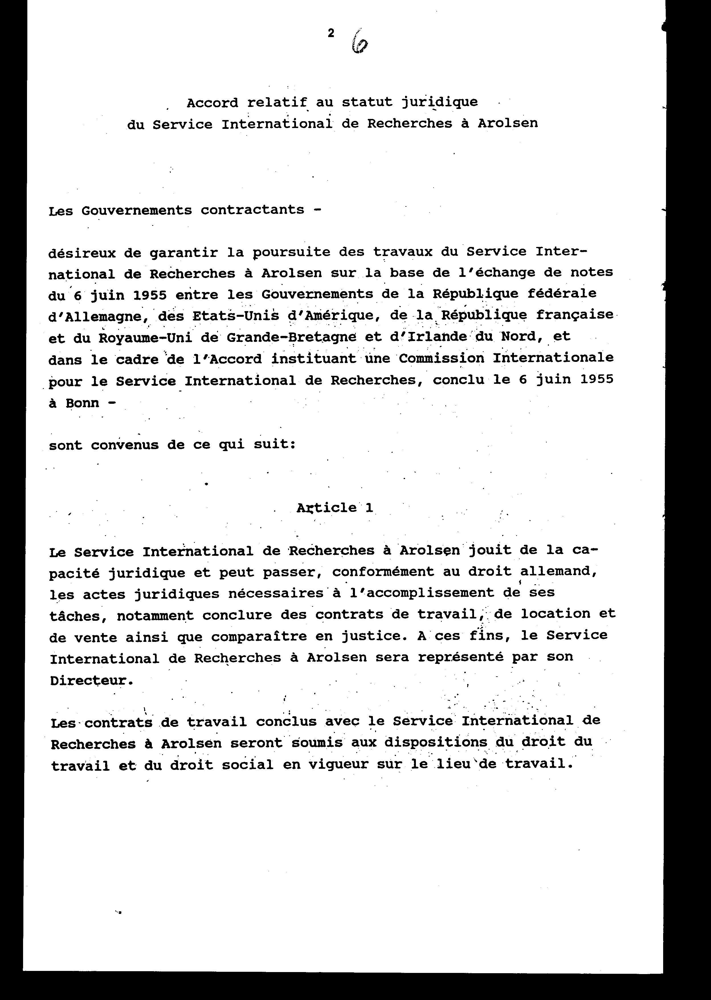 2 6
Accord relatif au statut juridique
du Service International de Recherches à Arolsen
Les Gouvernements contractants -
désireux de garantir la poursuite des travaux du Service Inter-
national de Recherches à Arolsen sur la base de l'échange de notes
du 6 juin 1955 entre les Gouvernements de la République fédérale
d'Allemagne, des Etats-Unis d'Amérique, de la République française
et du Royaume-Uni de Grande-Bretagne et d'Irlande du Nord, et
dans le cadre de l'Accord instituant une Commission Internationale
pour le Service International de Recherches, conclu le 6 juin 1955
à Bonn -
sont convenus de ce qui suit:
Article 1
Le Service International de Recherches à Arolsen jouit de la ca-
pacité juridique et peut passer, conformément au droit allemand,
les actes juridiques nécessaires à l'accomplissement de ses
tâches, notamment conclure des contrats de travail, de location et
de vente ainsi que comparaître en justice. A ces fins, le Service
International de Recherches à Arolsen sera représenté par son
Directeur.
Les contrats de travail conclus avec le Service International de
Recherches à Arolsen seront soumis aux dispositions du droit du
travail et du droit social en vigueur sur le lieu de travail.